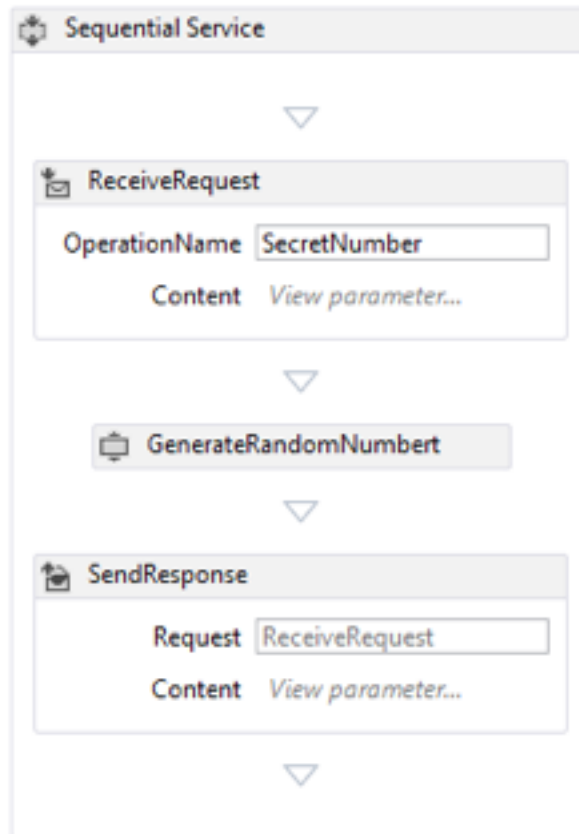 Sequential Service
ReceiveRequest
OperationName SecretNumber
Content View parameter...
GenerateRandomNumbert
SendResponse
Request ReceiveRequest
Content View parameter...